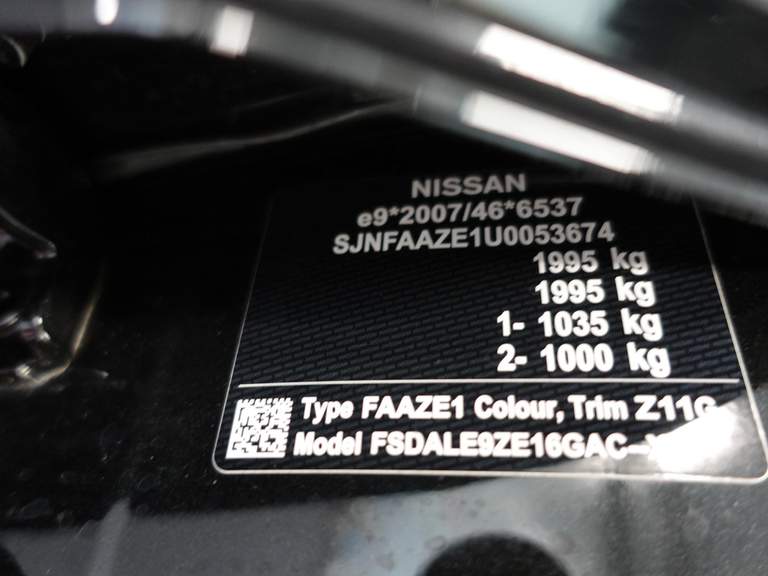 NISSAN
e9*2007/46*6537
SJNFAAZE1U0053674
1995 kg
1995 kg
1- 1035 kg
2- 1000 kg
Type FAAZE1 Colour, Trim Z11G
Model FSDALE9ZE16GAC-